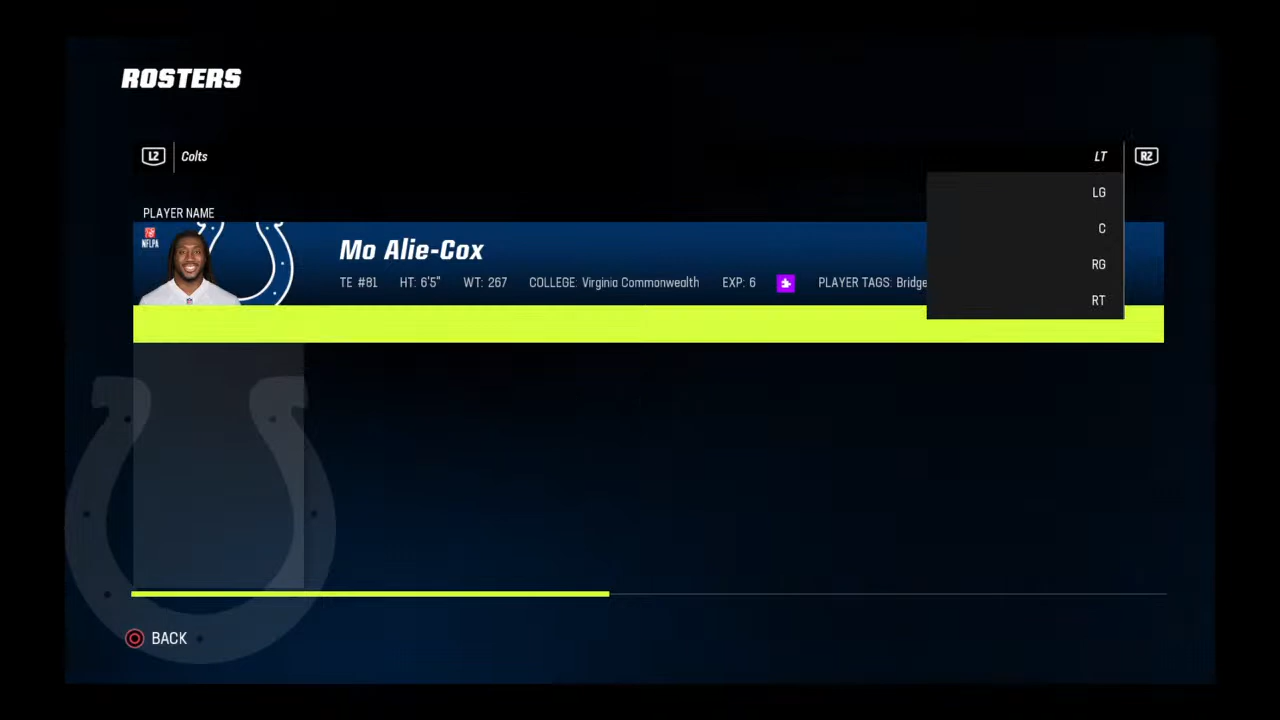 ROSTERS
L2 Colts LT R2
LG
C
RG
RT
PLAYER NAME
NFLPA
Mo Alie-Cox
TE #81 HT: 6'5" WT: 267 COLLEGE: Virginia Commonwealth EXP: 6 PLAYER TAGS: Bridge
BACK